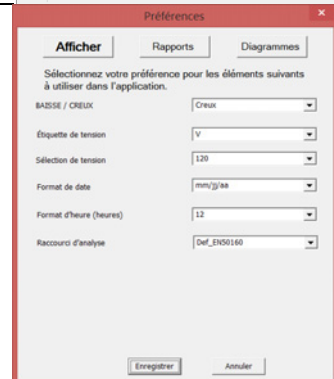 Préférences
×
Afficher Rapports Diagrammes
Sélectionnez votre préférence pour les éléments suivants
à utiliser dans l'application.
BAISSE / CREUX Creux
Étiquette de tension V
Sélection de tension 120
Format de date mm/jj/aa
Format d'heure (heures) 12
Raccourci d'analyse Def_EN50160
Enregistrer Annuler